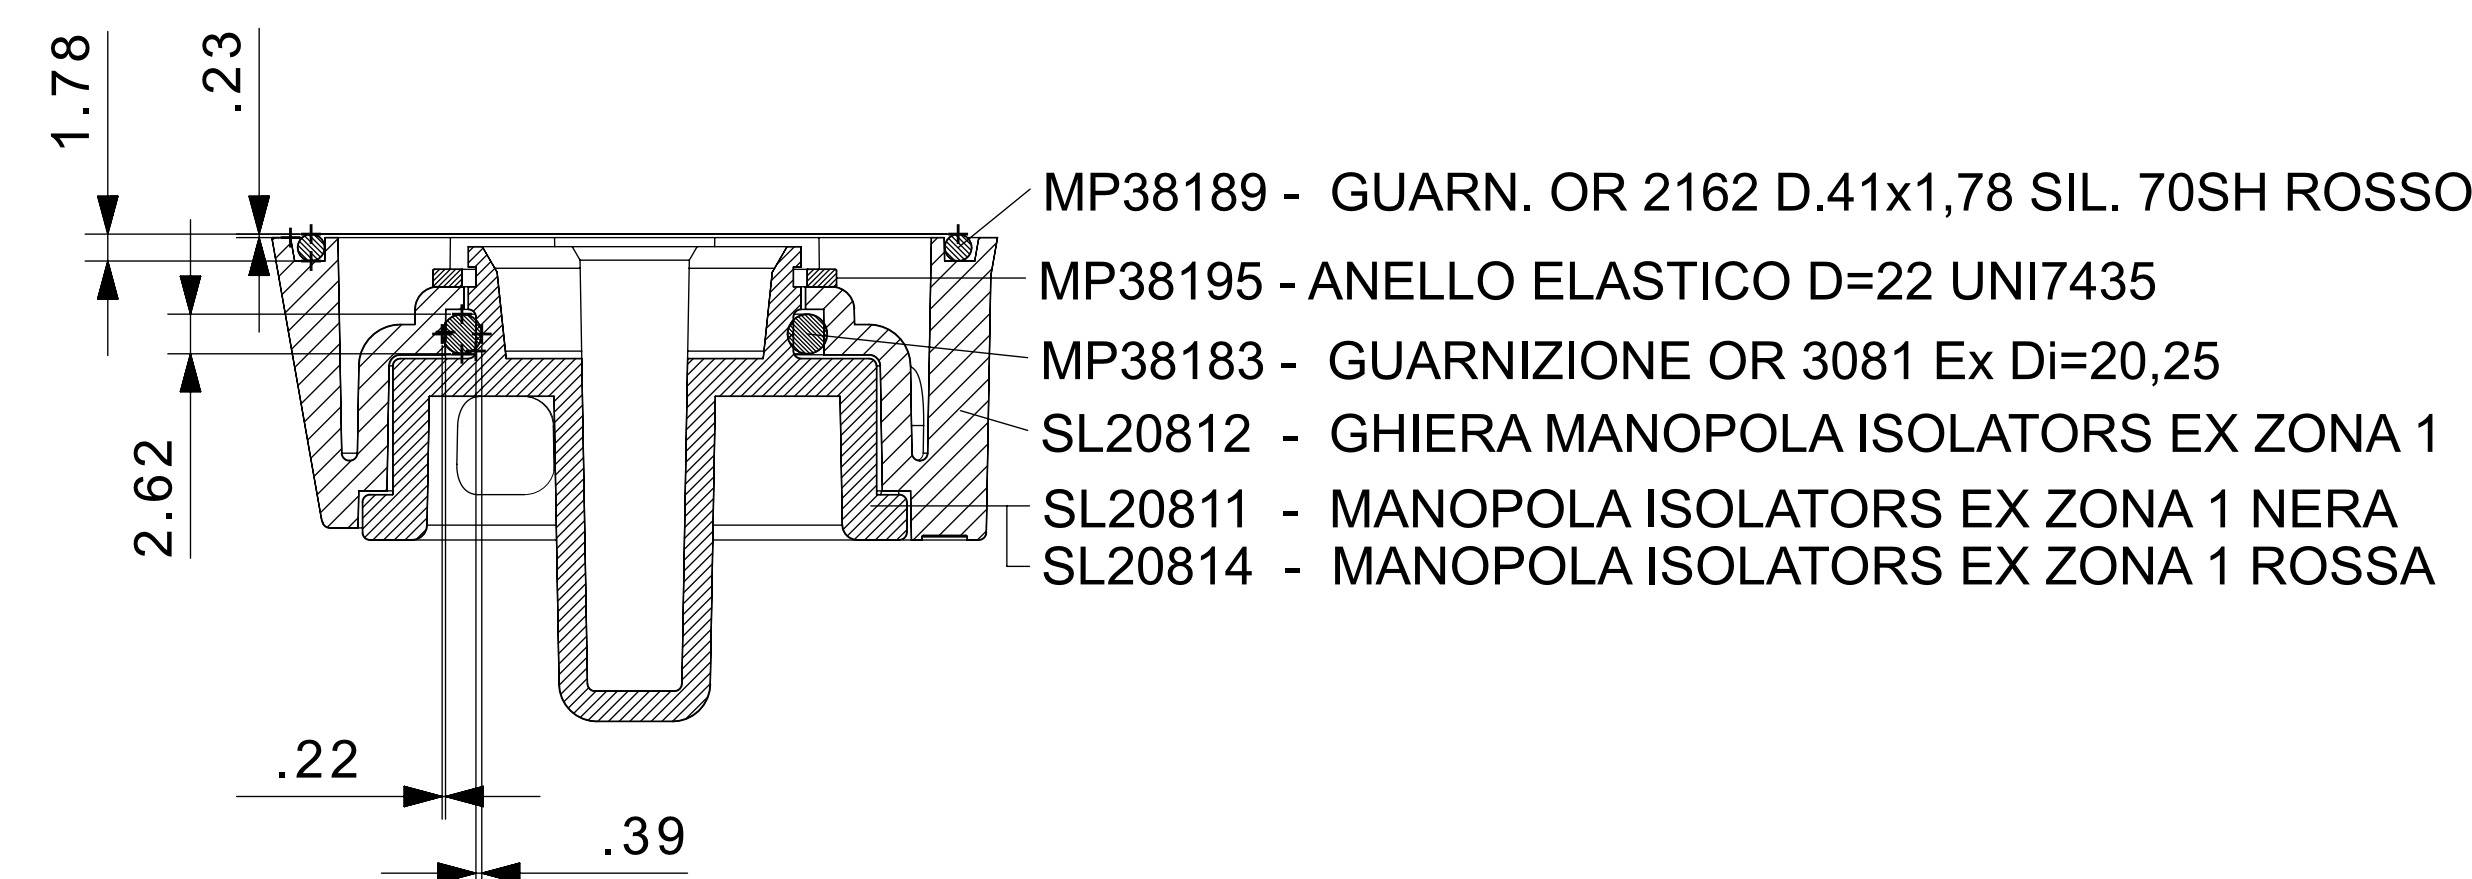 1.78
.23
MP38189 - GUARN. OR 2162 D.41x1,78 SIL. 70SH ROSSO
MP38195 - ANELLO ELASTICO D=22 UNI7435
MP38183 - GUARNIZIONE OR 3081 Ex Di=20,25
SL20812 - GHIERA MANOPOLA ISOLATORS EX ZONA 1
SL20811 - MANOPOLA ISOLATORS EX ZONA 1 NERA
SL20814 - MANOPOLA ISOLATORS EX ZONA 1 ROSSA
2.62
.22
.39